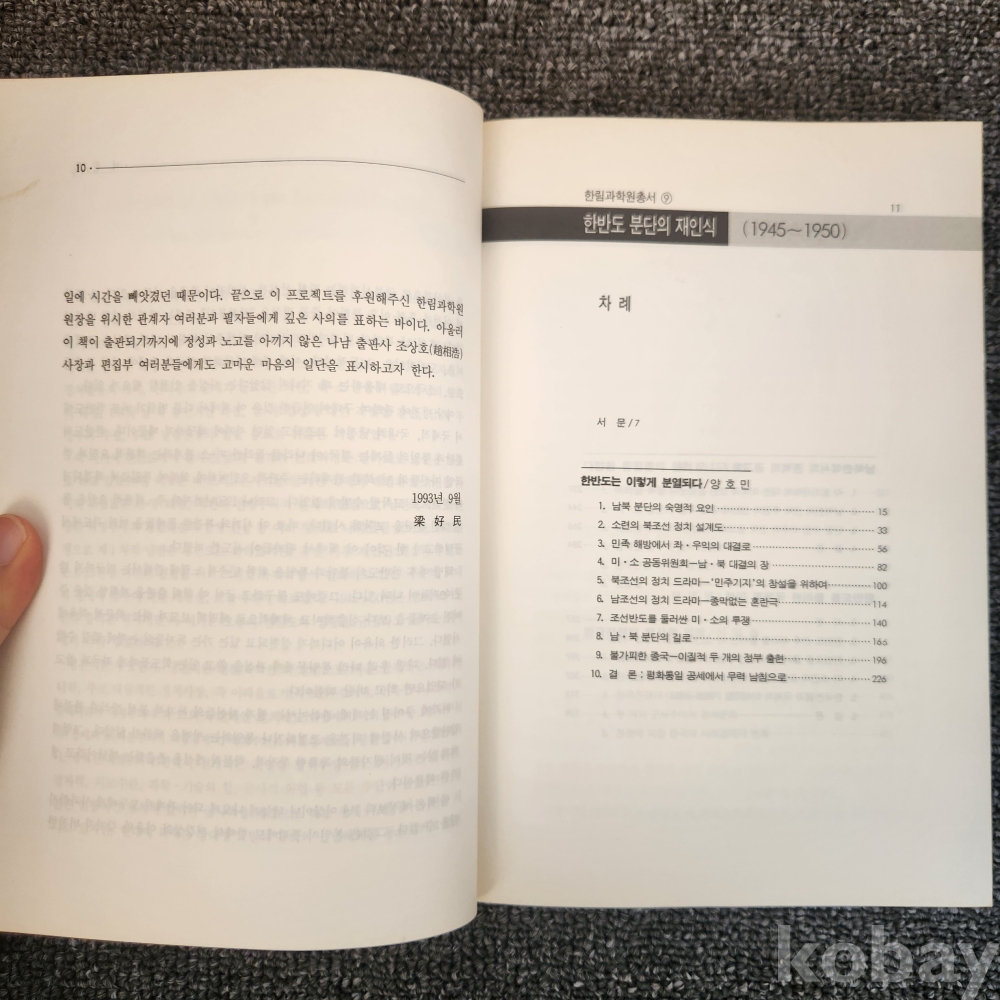 10 ·
일에 시간을 빼앗겼던 때문이다. 끝으로 이 프로젝트를 후원해주신 한림과학원
원장을 위시한 관계자 여러분과 필자들에게 깊은 사의를 표하는 바이다. 아울러
이 책이 출판되기까지에 정성과 노고를 아끼지 않은 나남 출판사 조상호(趙相浩)
사장과 편집부 여러분들에게도 고마운 마음의 일단을 표시하고자 한다.
1993년 9월
梁 好 民
한림과학원총서 ⑨
11
한반도 분단의 재인식 (1945~1950)
차 례
서 문/7
한반도는 이렇게 분열되다/양호민
1. 남북 분단의 숙명적 요인 15
2. 소련의 북조선 정치 설계도 33
3. 민족 해방에서 좌·우익의 대결로 56
4. 미·소 공동위원회—남·북 대결의 장 82
5. 북조선의 정치 드라마—'민주기지'의 창설을 위하여 100
6. 남조선의 정치 드라마—종막없는 혼란극 114
7. 조선반도를 둘러싼 미·소의 투쟁 140
8. 남·북 분단의 길로 165
9. 불가피한 종국—이질적 두 개의 정부 출현 196
10. 결 론 : 평화통일 공세에서 무력 남침으로 226
kobay